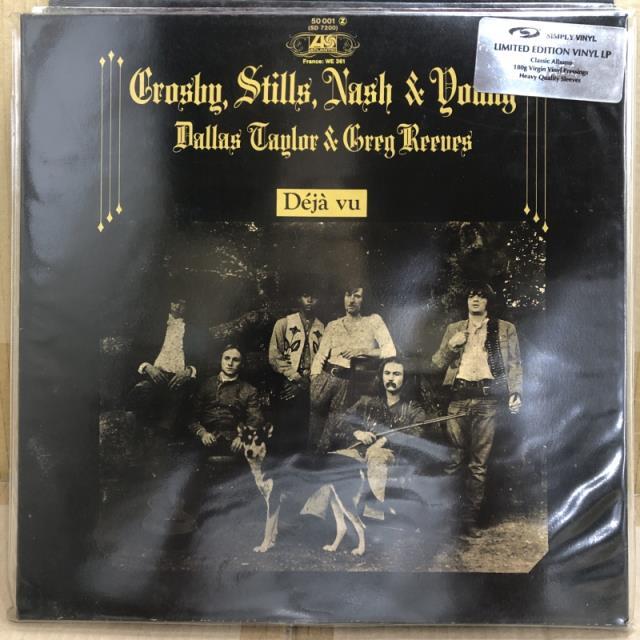 50 001 Ⓩ
(SD 7200)
ATLANTIC
France: WE 361
SIMPLY VINYL
LIMITED EDITION VINYL LP
Classic Albums
180g Virgin Vinyl Pressings
Heavy Quality Sleeves
Crosby, Stills, Nash & Young
Dallas Taylor & Greg Reeves
Déjà vu